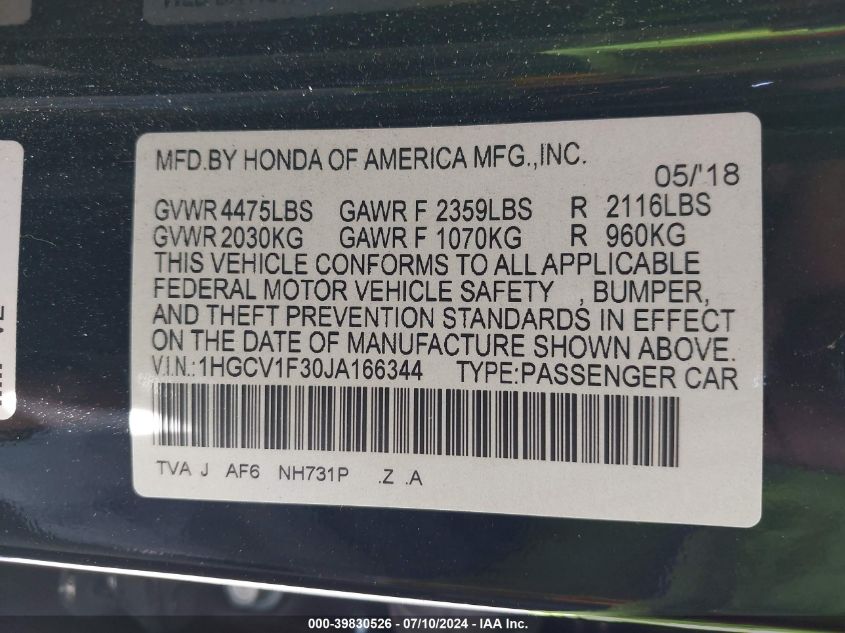 MFD.BY HONDA OF AMERICA MFG.,INC.
05/'18
GVWR 4475LBS GAWR F 2359LBS R 2116LBS
GVWR 2030KG GAWR F 1070KG R 960KG
THIS VEHICLE CONFORMS TO ALL APPLICABLE
FEDERAL MOTOR VEHICLE SAFETY , BUMPER,
AND THEFT PREVENTION STANDARDS IN EFFECT
ON THE DATE OF MANUFACTURE SHOWN ABOVE.
V.I.N.:1HGCV1F30JA166344 TYPE:PASSENGER CAR
TVA J AF6 NH731P .Z .A
000-39830526 - 07/10/2024 - IAA Inc.